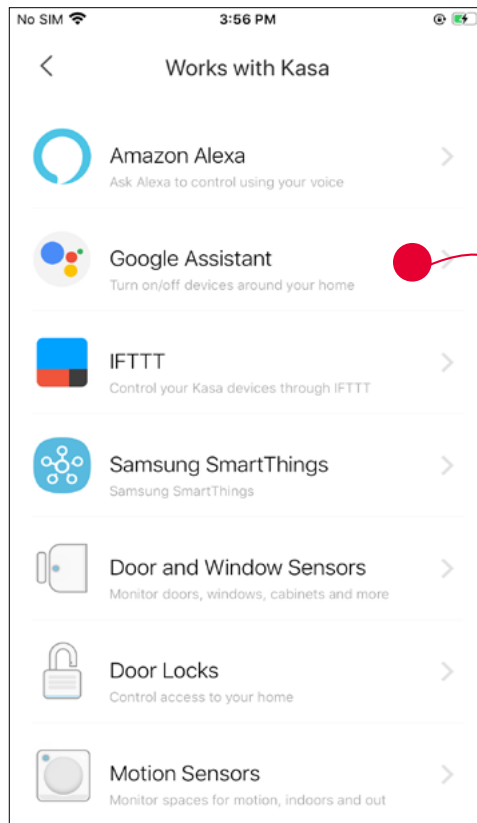 No SIM 3:56 PM
Works with Kasa
Amazon Alexa
Ask Alexa to control using your voice
Google Assistant
Turn on/off devices around your home
IFTTT
Control your Kasa devices through IFTTT
Samsung SmartThings
Samsung SmartThings
Door and Window Sensors
Monitor doors, windows, cabinets and more
Door Locks
Control access to your home
Motion Sensors
Monitor spaces for motion, indoors and out